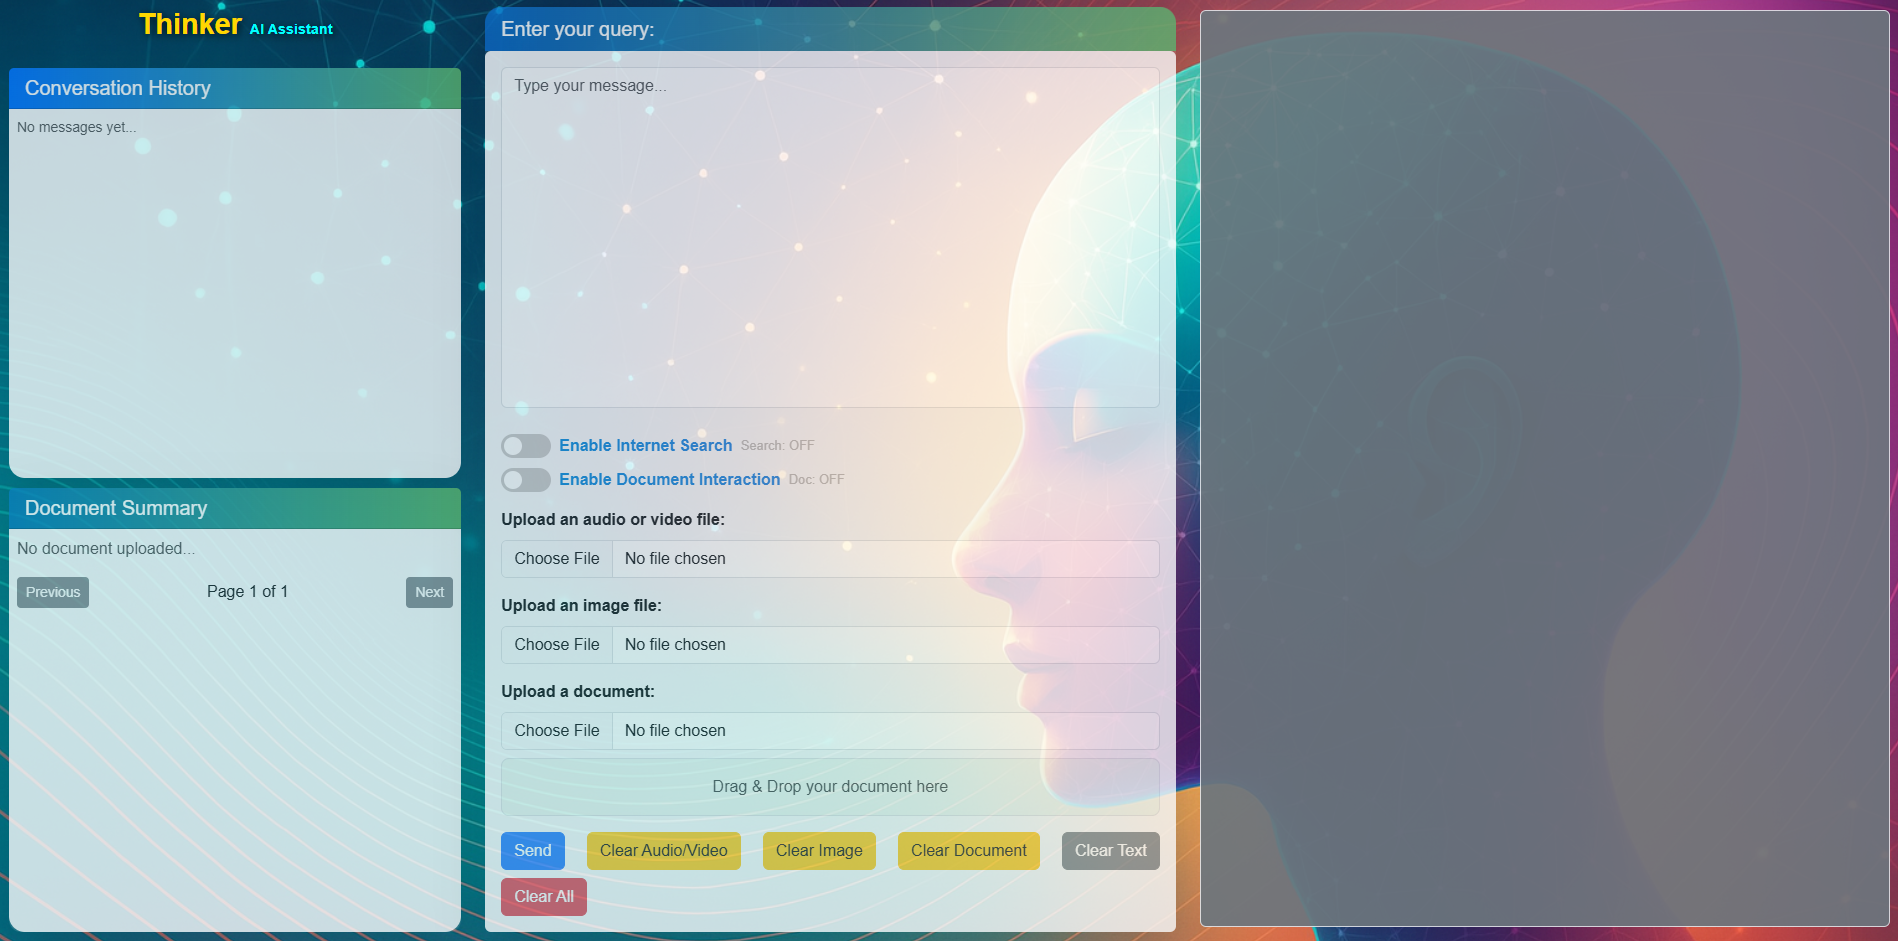 Thinker AI Assistant
Conversation History
No messages yet...
Document Summary
No document uploaded...
Previous Page 1 of 1 Next
Enter your query:
Type your message...
Enable Internet Search Search: OFF
Enable Document Interaction Doc: OFF
Upload an audio or video file:
Choose File No file chosen
Upload an image file:
Choose File No file chosen
Upload a document:
Choose File No file chosen
Drag & Drop your document here
Send Clear Audio/Video Clear Image Clear Document Clear Text
Clear All